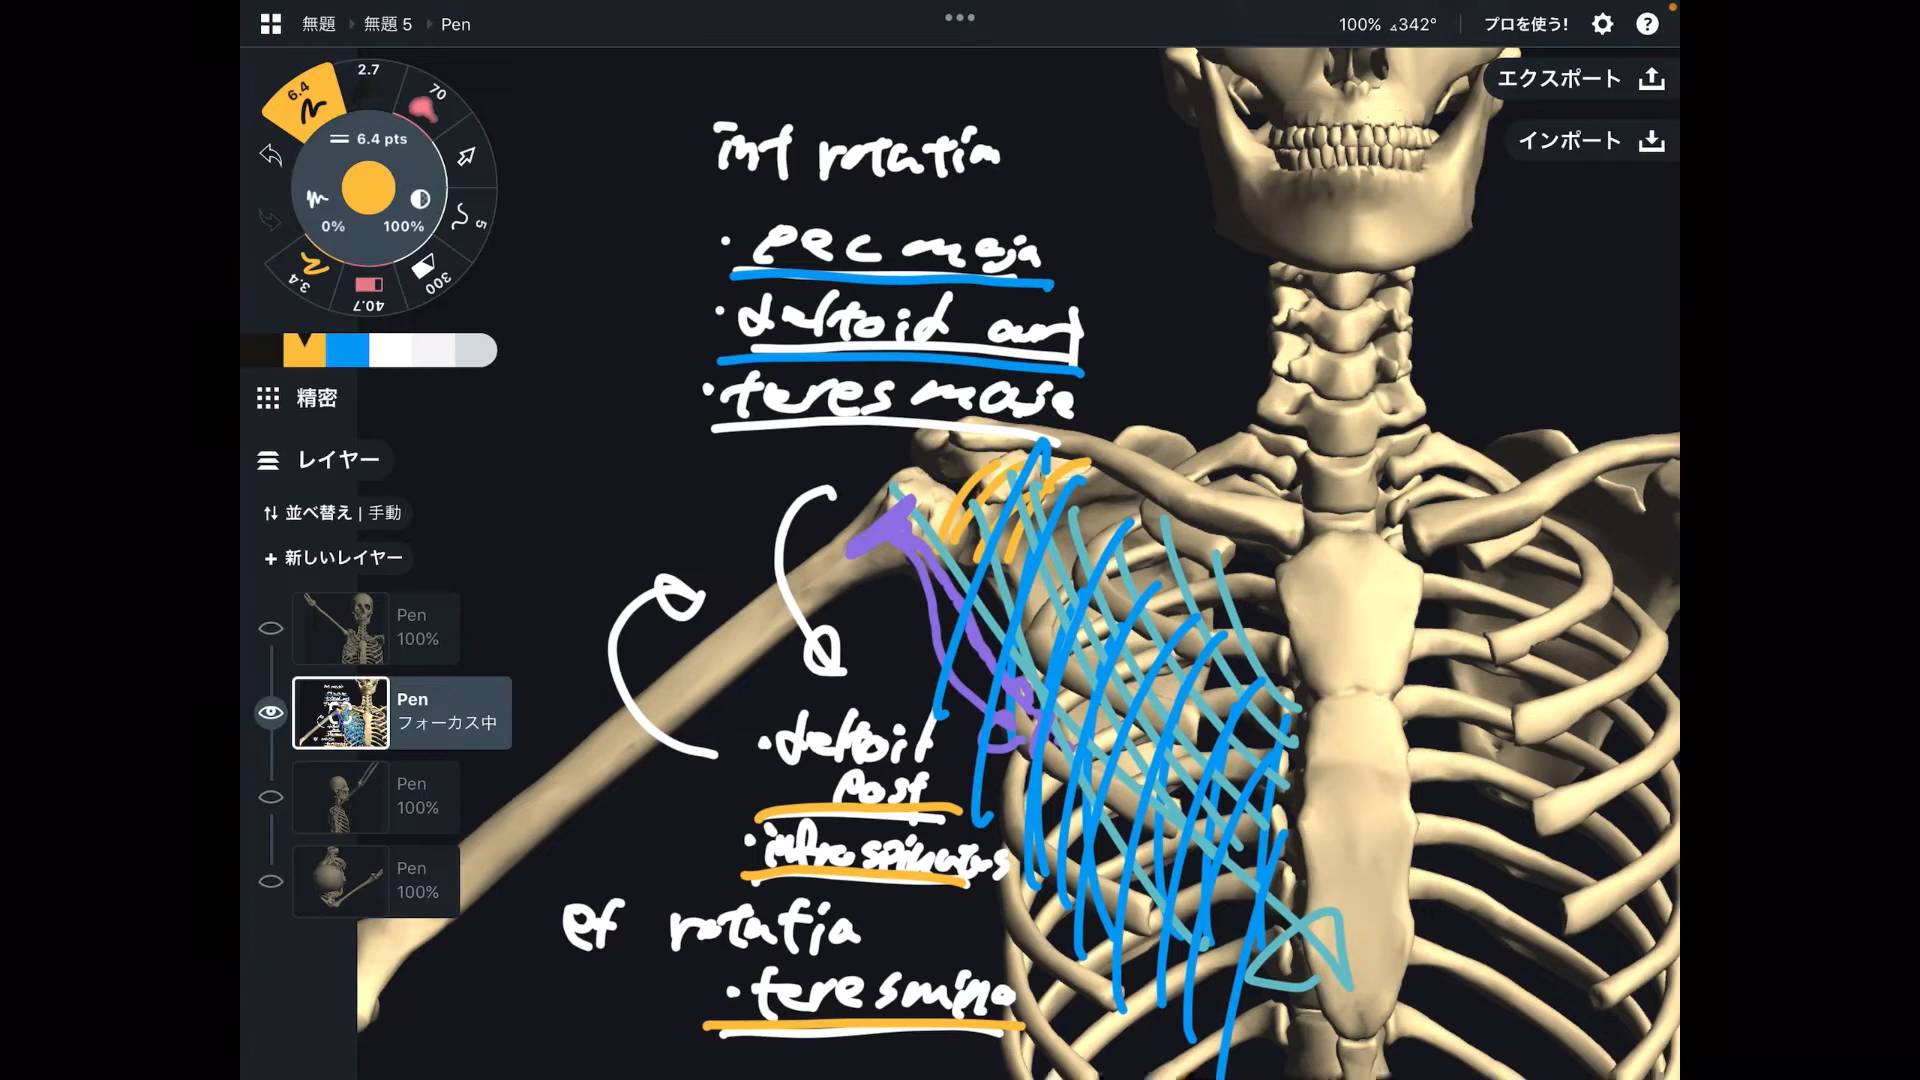 無題 無題 5 Pen
100% ⊿342° プロを使う!
エクスポート
インポート
2.7
6.4
70
6.4 pts
5
0% 100%
300
3.4
40.7
精密
レイヤー
並べ替え | 手動
+ 新しいレイヤー
Pen
100%
Pen
フォーカス中
Pen
100%
Pen
100%
int rotation
・pec major
・deltoid ant
・teres major
・deltoid
post
・infraspinatus
rotation
・teres mino